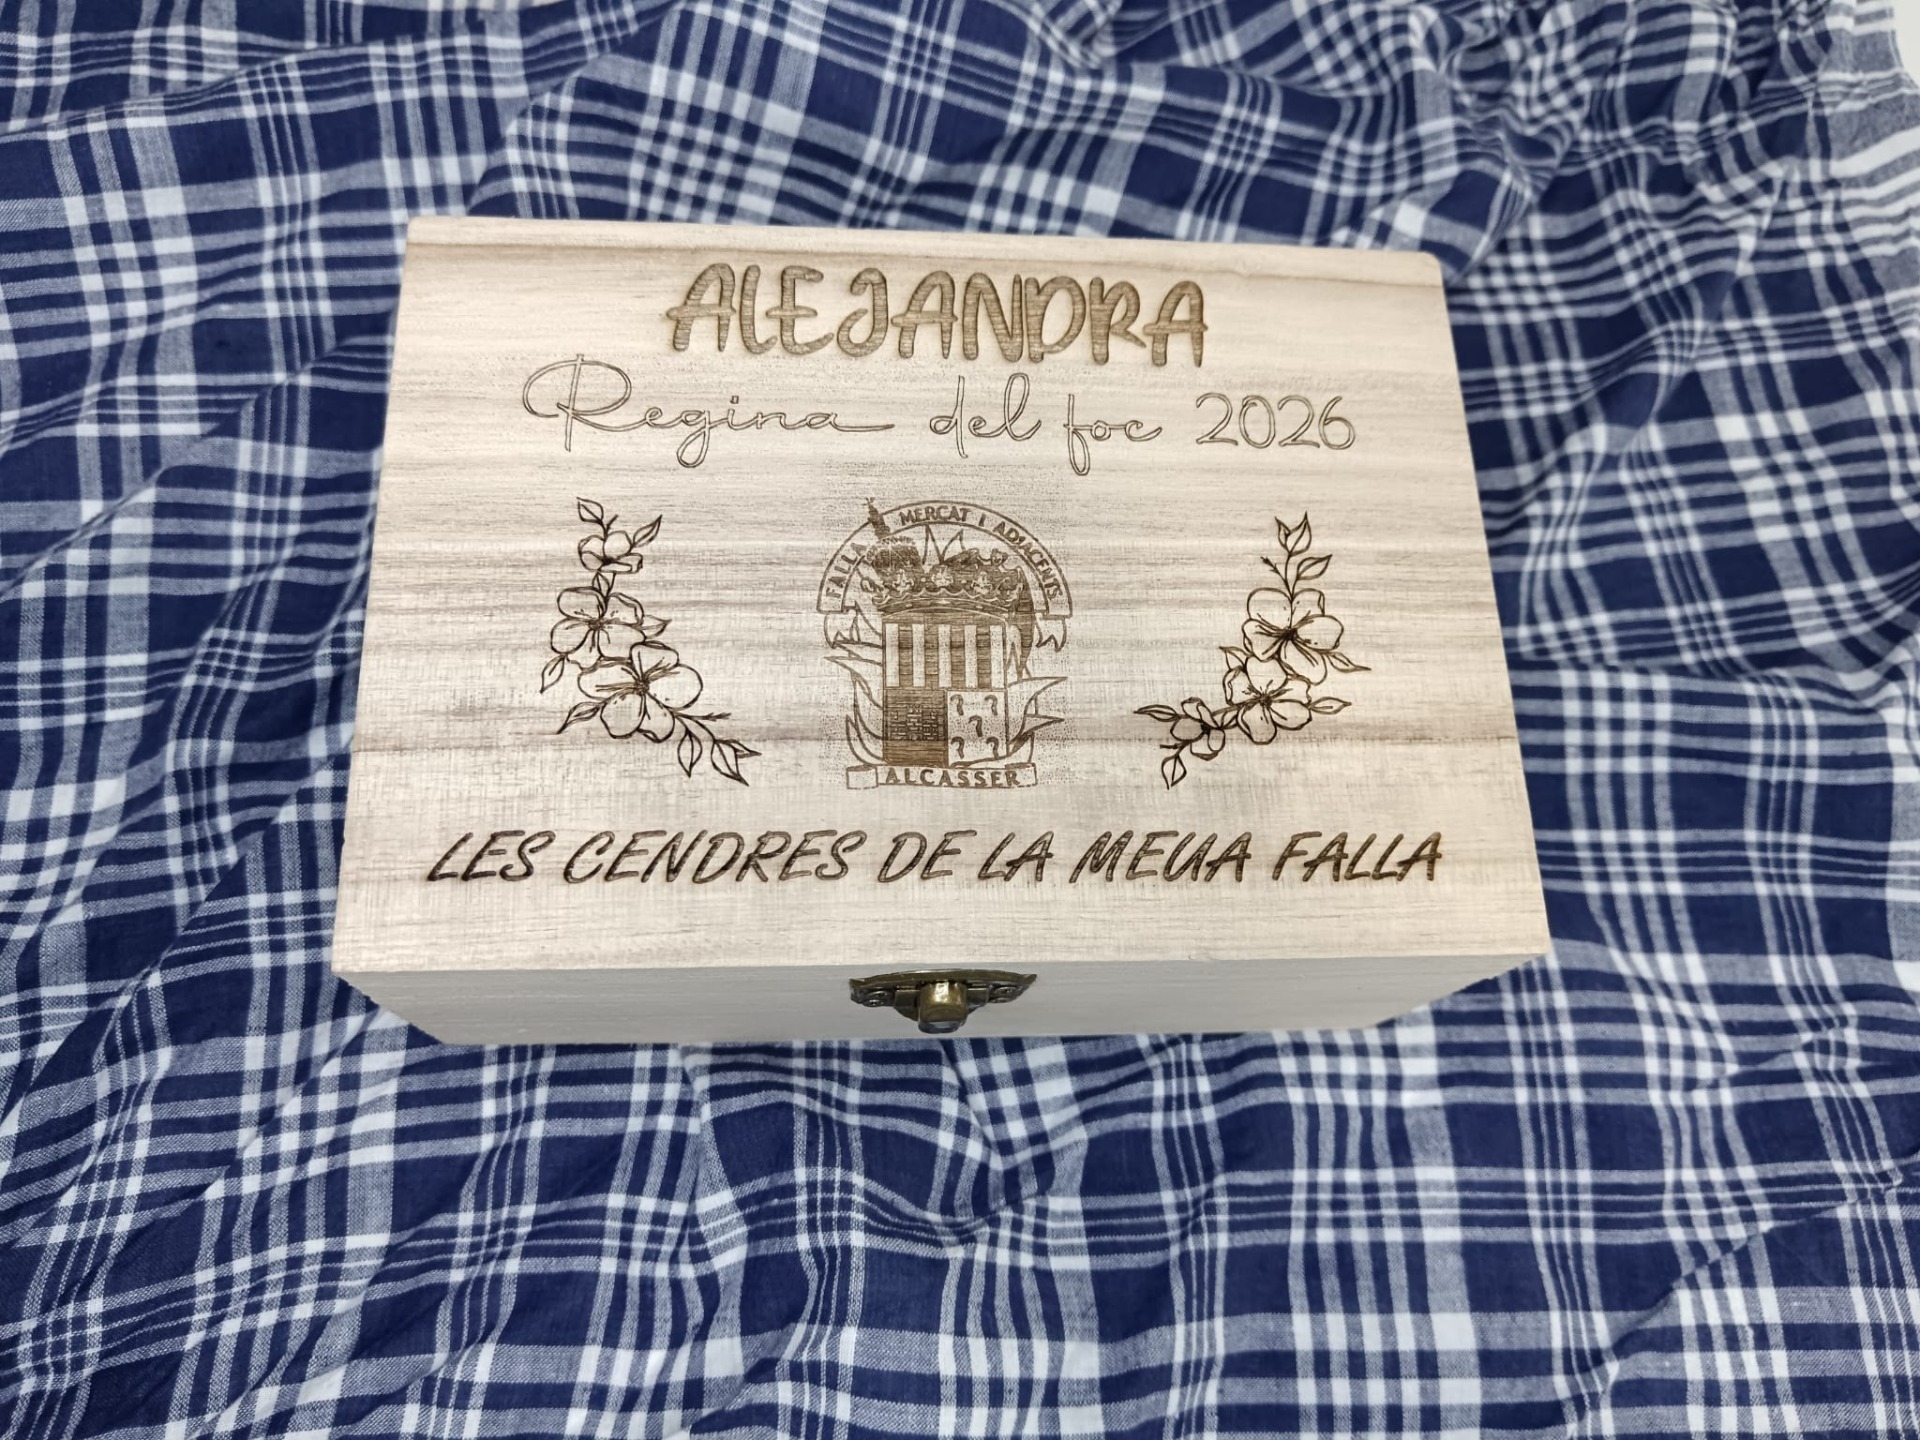 ALEJANDRA
Regina del foc 2026
FALLA MERCAT I ADJACENTS
ALCASSER
LES CENDRES DE LA MEUA FALLA